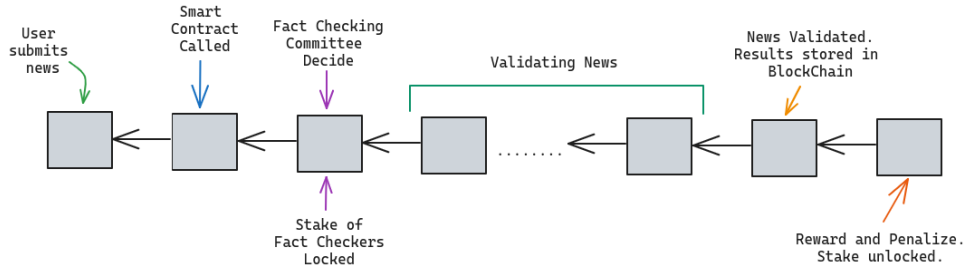 User
submits
news
Smart
Contract
Called
Fact Checking
Committee
Decide
Validating News
News Validated.
Results stored in
BlockChain
........
Stake of
Fact Checkers
Locked
Reward and Penalize.
Stake unlocked.